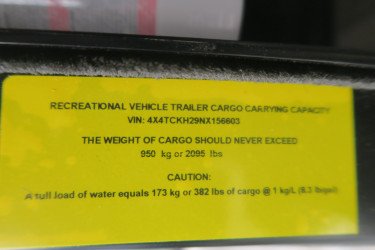 RECREATIONAL VEHICLE TRAILER CARGO CARRYING CAPACITY
VIN: 4X4TCKH29NX156603
THE WEIGHT OF CARGO SHOULD NEVER EXCEED
950 kg or 2095 lbs
CAUTION:
A full load of water equals 173 kg or 382 lbs of cargo @ 1 kg/L (8.3 lb/gal)